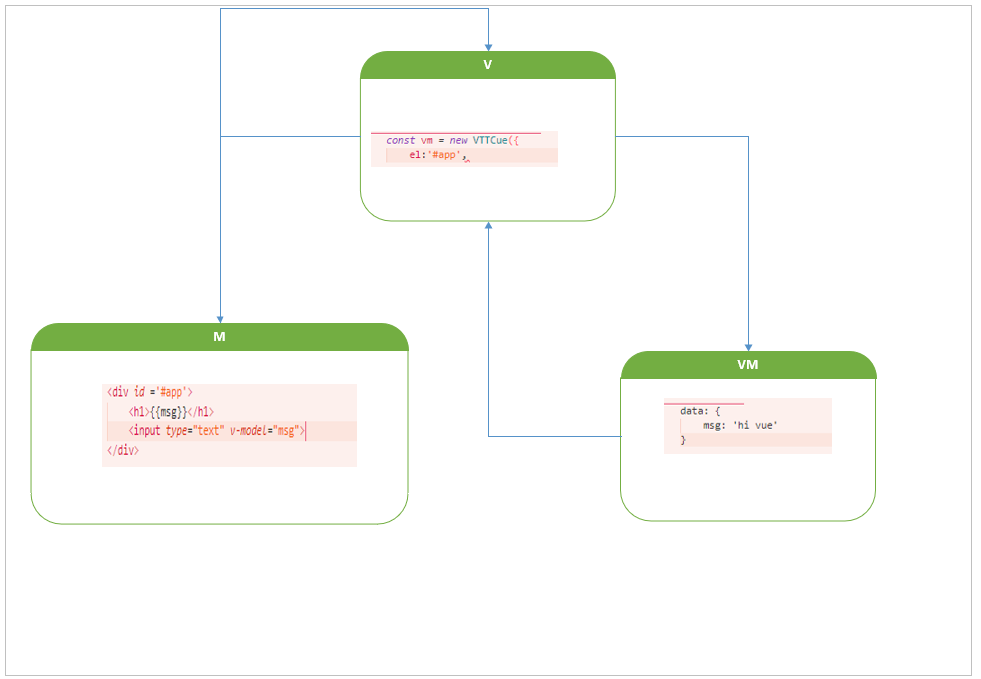 V
const vm = new VTTCue({
el:'#app',
M
<div id ='#app'>
<h1>{{msg}}</h1>
<input type="text" v-model="msg">
</div>
VM
data: {
msg: 'hi vue'
}